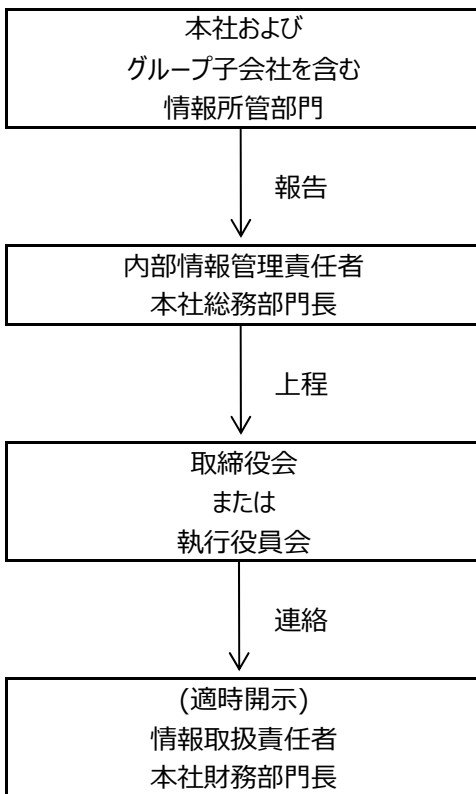 本社および
グループ子会社を含む
情報所管部門
報告
内部情報管理責任者
本社総務部門長
上程
取締役会
または
執行役員会
連絡
(適時開示)
情報取扱責任者
本社財務部門長